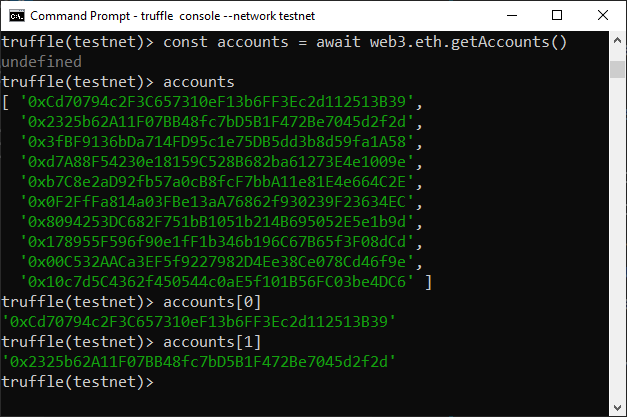 Command Prompt - truffle  console --network testnet
truffle(testnet)> const accounts = await web3.eth.getAccounts()
undefined
truffle(testnet)> accounts
[ '0xCd70794c2F3C657310eF13b6FF3Ec2d112513B39',
'0x2325b62A11F07BB48fc7bD5B1F472Be7045d2f2d',
'0x3fBF9136bDa714FD95c1e75DB5dd3b8d59fa1A58',
'0xd7A88F54230e18159C528B682ba61273E4e1009e',
'0xb7C8e2aD92fb57a0cB8fcF7bbA11e81E4e664C2E',
'0x0F2FfFa814a03FBe13aA76862f930239F23634EC',
'0x8094253DC682F751bB1051b214B695052E5e1b9d',
'0x178955F596f90e1fF1b346b196C67B65f3F08dCd',
'0x00C532AACa3EF5f9227982D4Ee38Ce078Cd46f9e',
'0x10c7d5C4362f450544c0aE5f101B56FC03be4DC6' ]
truffle(testnet)> accounts[0]
'0xCd70794c2F3C657310eF13b6FF3Ec2d112513B39'
truffle(testnet)> accounts[1]
'0x2325b62A11F07BB48fc7bD5B1F472Be7045d2f2d'
truffle(testnet)>